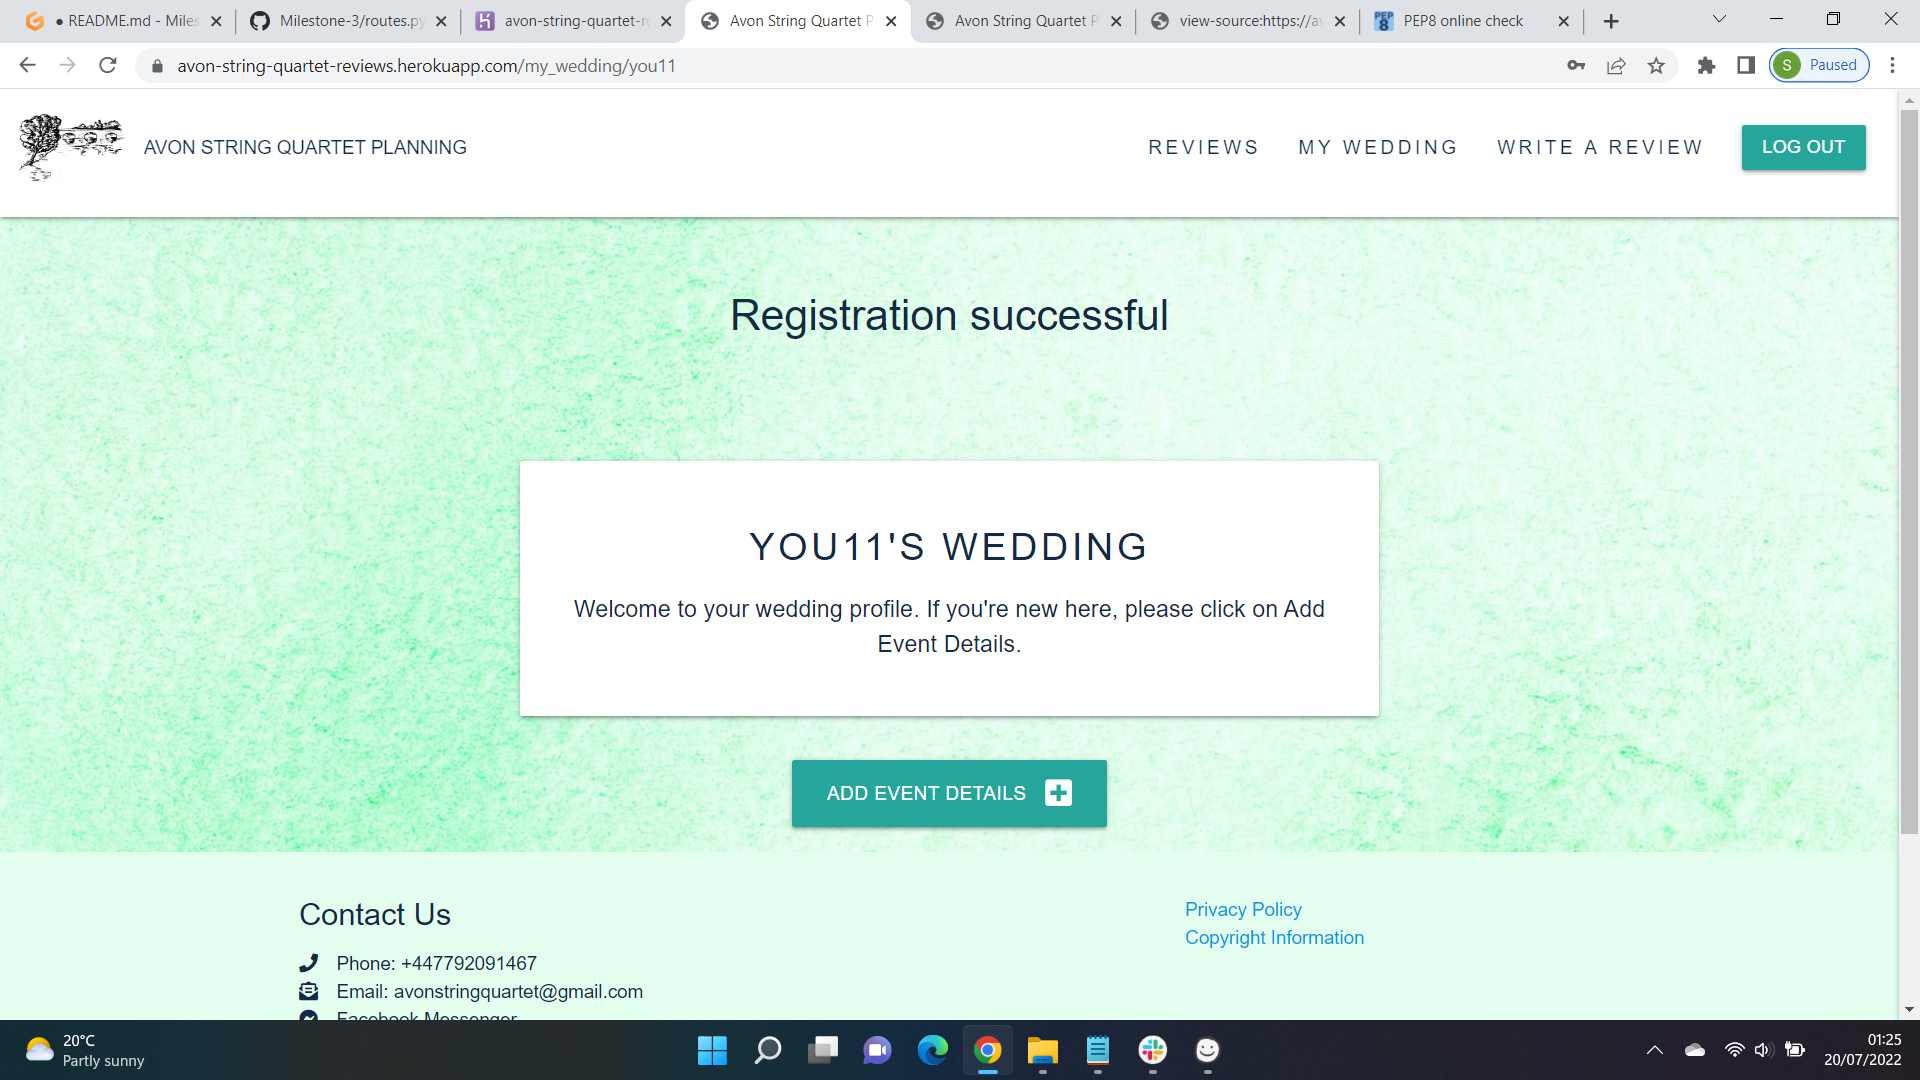 README.md - Miles
Milestone-3/routes.py
avon-string-quartet-re
Avon String Quartet P
Avon String Quartet P
view-source:https://av
PEP8 online check
avon-string-quartet-reviews.herokuapp.com/my_wedding/you11
S Paused
AVON STRING QUARTET PLANNING
REVIEWS
MY WEDDING
WRITE A REVIEW
LOG OUT
Registration successful
YOU11'S WEDDING
Welcome to your wedding profile. If you're new here, please click on Add
Event Details.
ADD EVENT DETAILS
Contact Us
Phone: +447792091467
Email: avonstringquartet@gmail.com
Facebook Messenger
Privacy Policy
Copyright Information
20°C
Partly sunny
01:25
20/07/2022